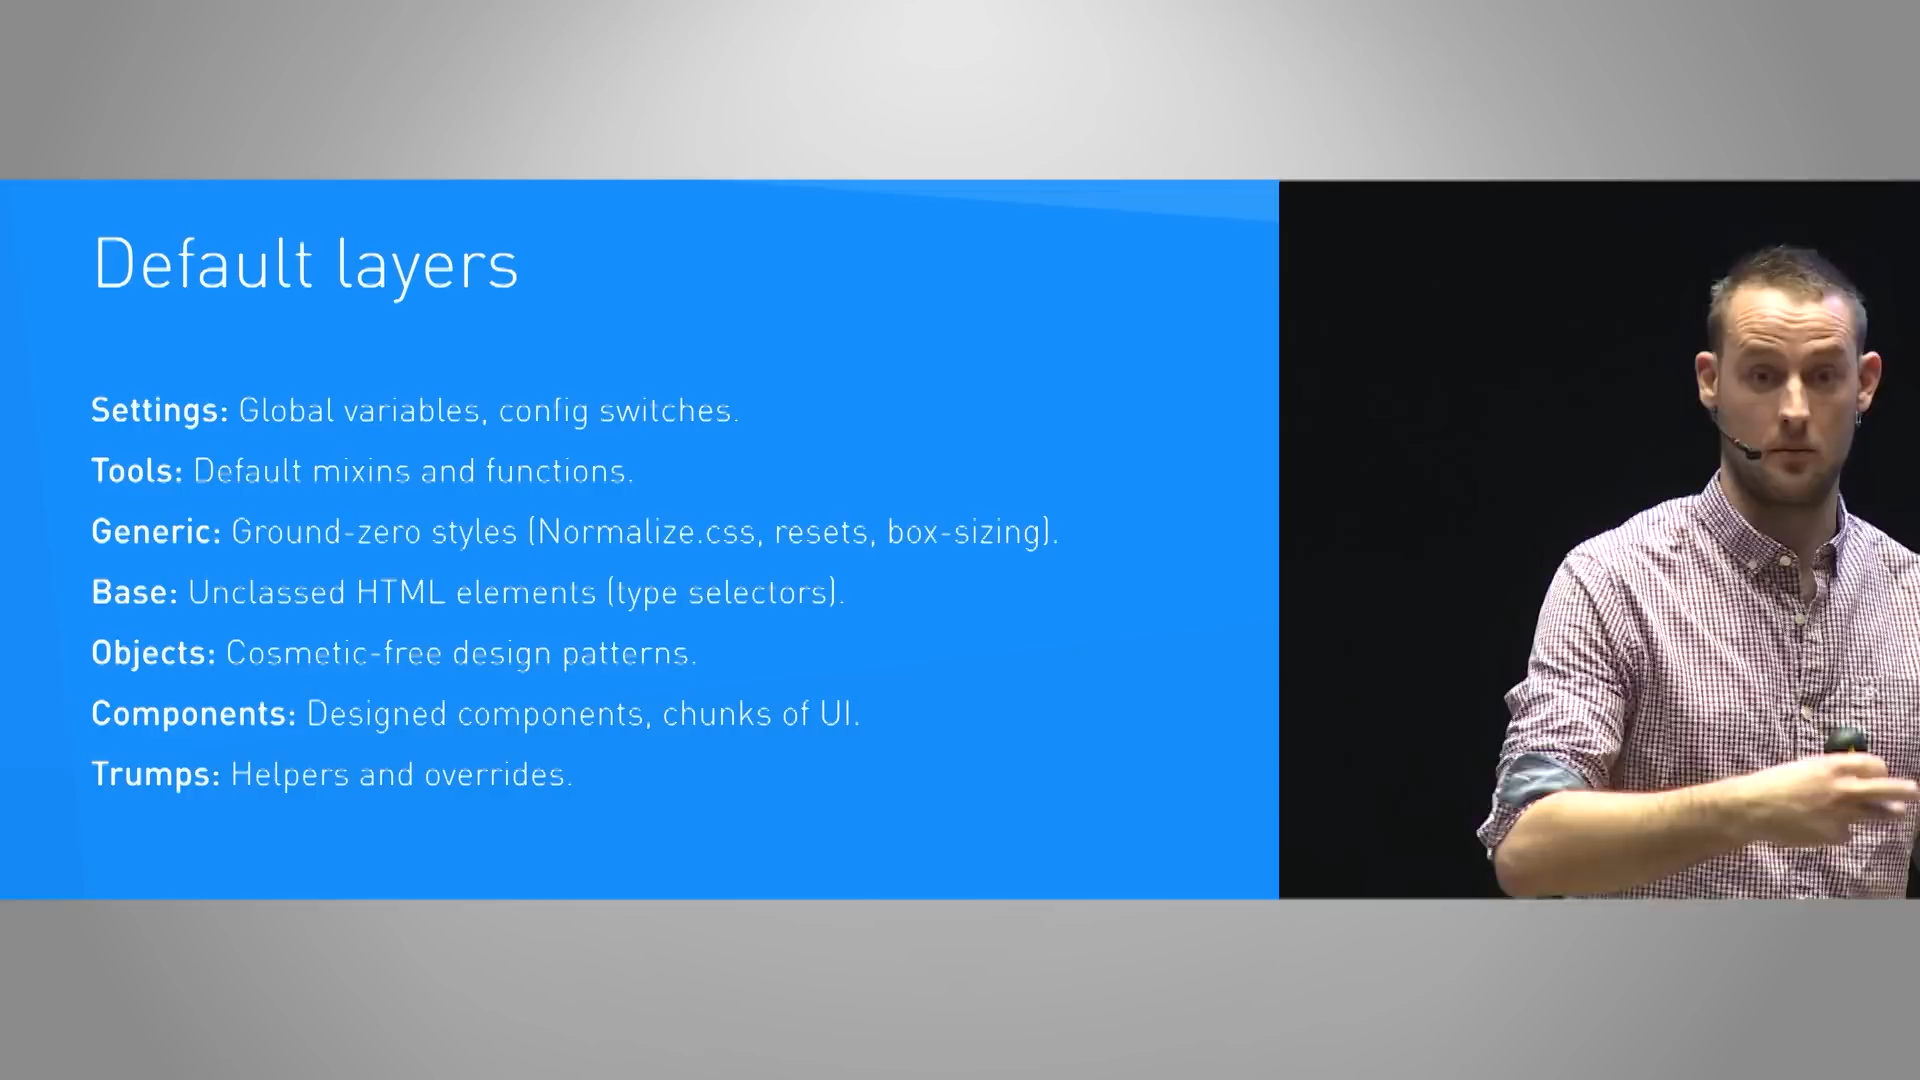 Default layers
Settings: Global variables, config switches.
Tools: Default mixins and functions.
Generic: Ground-zero styles (Normalize.css, resets, box-sizing).
Base: Unclassed HTML elements (type selectors).
Objects: Cosmetic-free design patterns.
Components: Designed components, chunks of UI.
Trumps: Helpers and overrides.